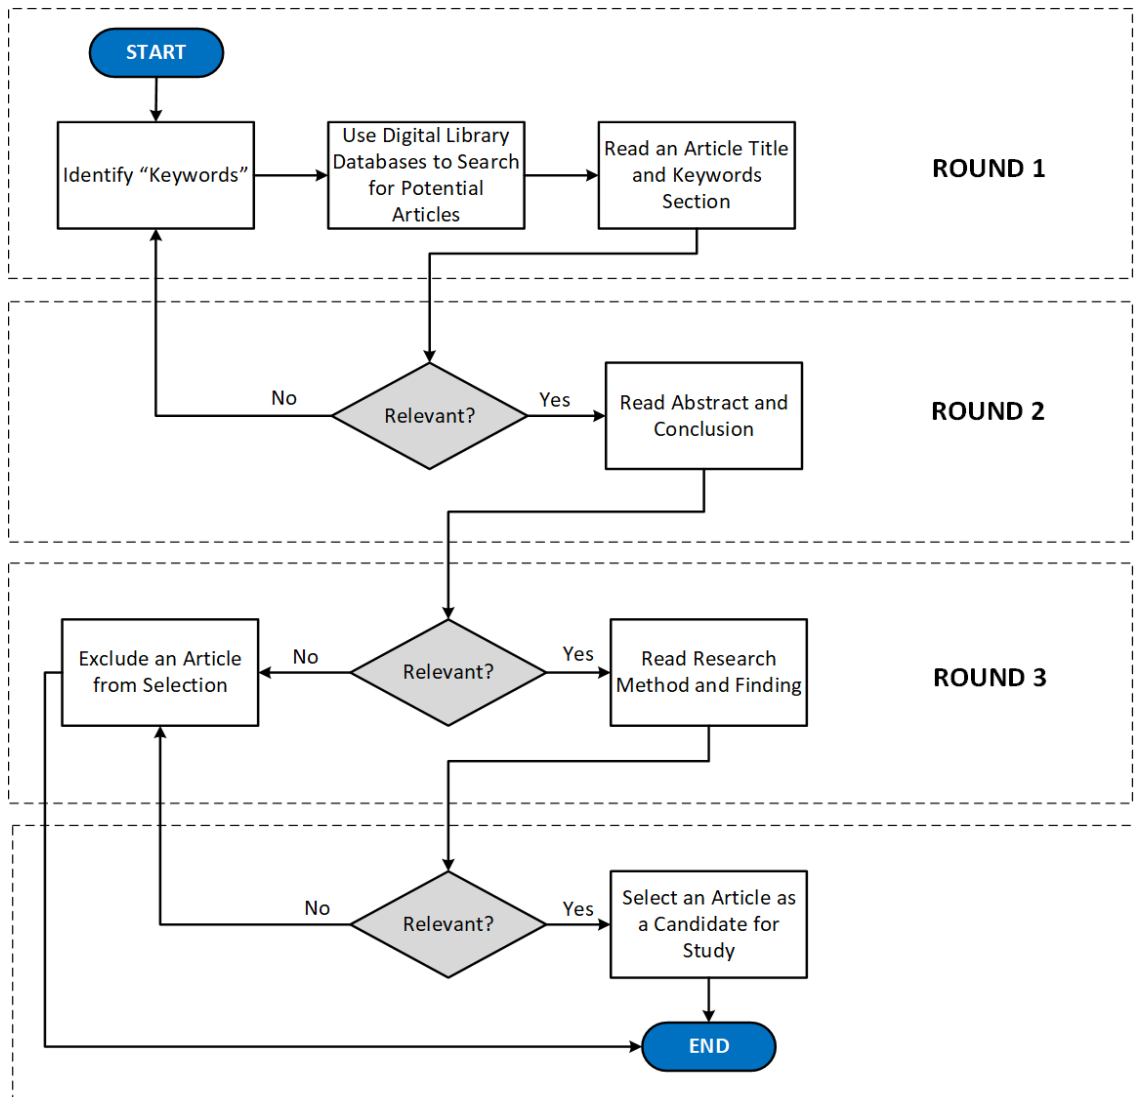 START
Identify “Keywords”
Use Digital Library
Databases to Search
for Potential
Articles
Read an Article Title
and Keywords
Section
ROUND 1
No
Relevant?
Yes
Read Abstract and
Conclusion
ROUND 2
Exclude an Article
from Selection
No
Relevant?
Yes
Read Research
Method and Finding
ROUND 3
No
Relevant?
Yes
Select an Article as
a Candidate for
Study
END